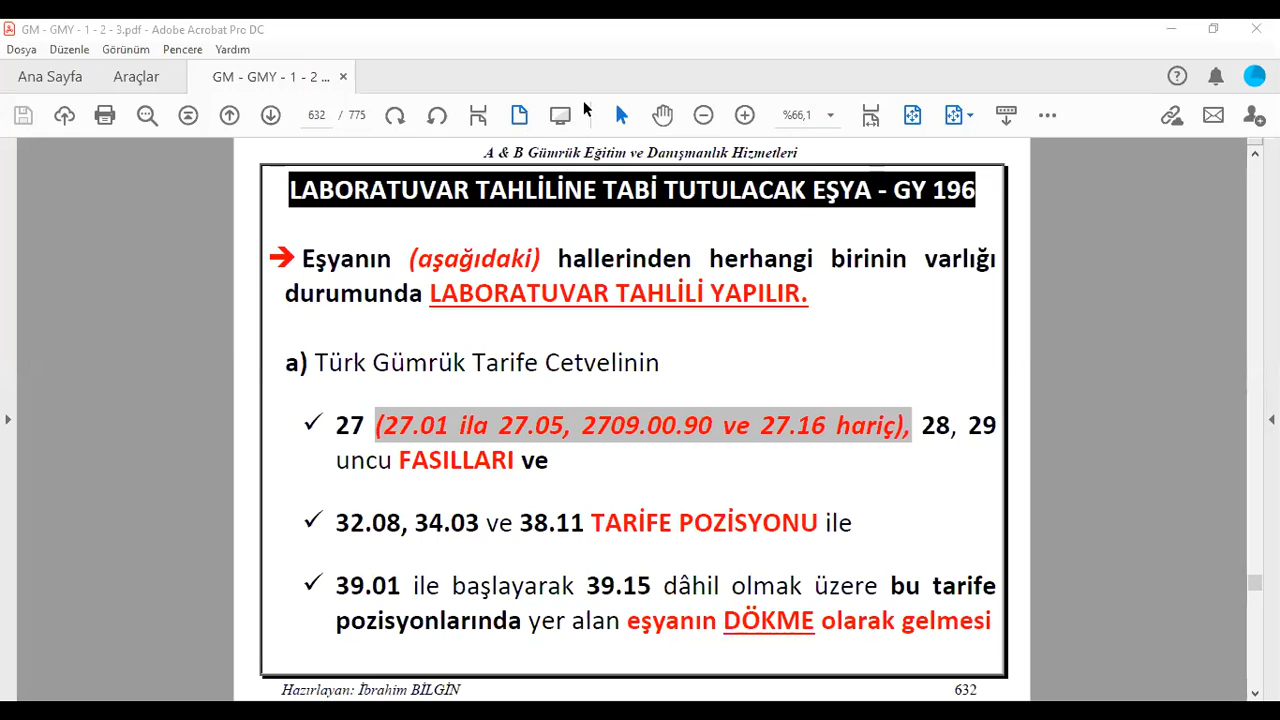 GM - GMY - 1 - 2 - 3.pdf - Adobe Acrobat Pro DC
Dosya Düzenle Görünüm Pencere Yardım
Ana Sayfa Araçlar GM - GMY - 1 - 2 ... ×
632 / 775 %66,1
A & B Gümrük Eğitim ve Danışmanlık Hizmetleri
LABORATUVAR TAHLİLİNE TABİ TUTULACAK EŞYA - GY 196
➔ Eşyanın (aşağıdaki) hallerinden herhangi birinin varlığı
durumunda LABORATUVAR TAHLİLİ YAPILIR.
a) Türk Gümrük Tarife Cetvelinin
✓ 27 (27.01 ila 27.05, 2709.00.90 ve 27.16 hariç), 28, 29
uncu FASILLARI ve
✓ 32.08, 34.03 ve 38.11 TARİFE POZİSYONU ile
✓ 39.01 ile başlayarak 39.15 dâhil olmak üzere bu tarife
pozisyonlarında yer alan eşyanın DÖKME olarak gelmesi
Hazırlayan: İbrahim BİLGİN 632